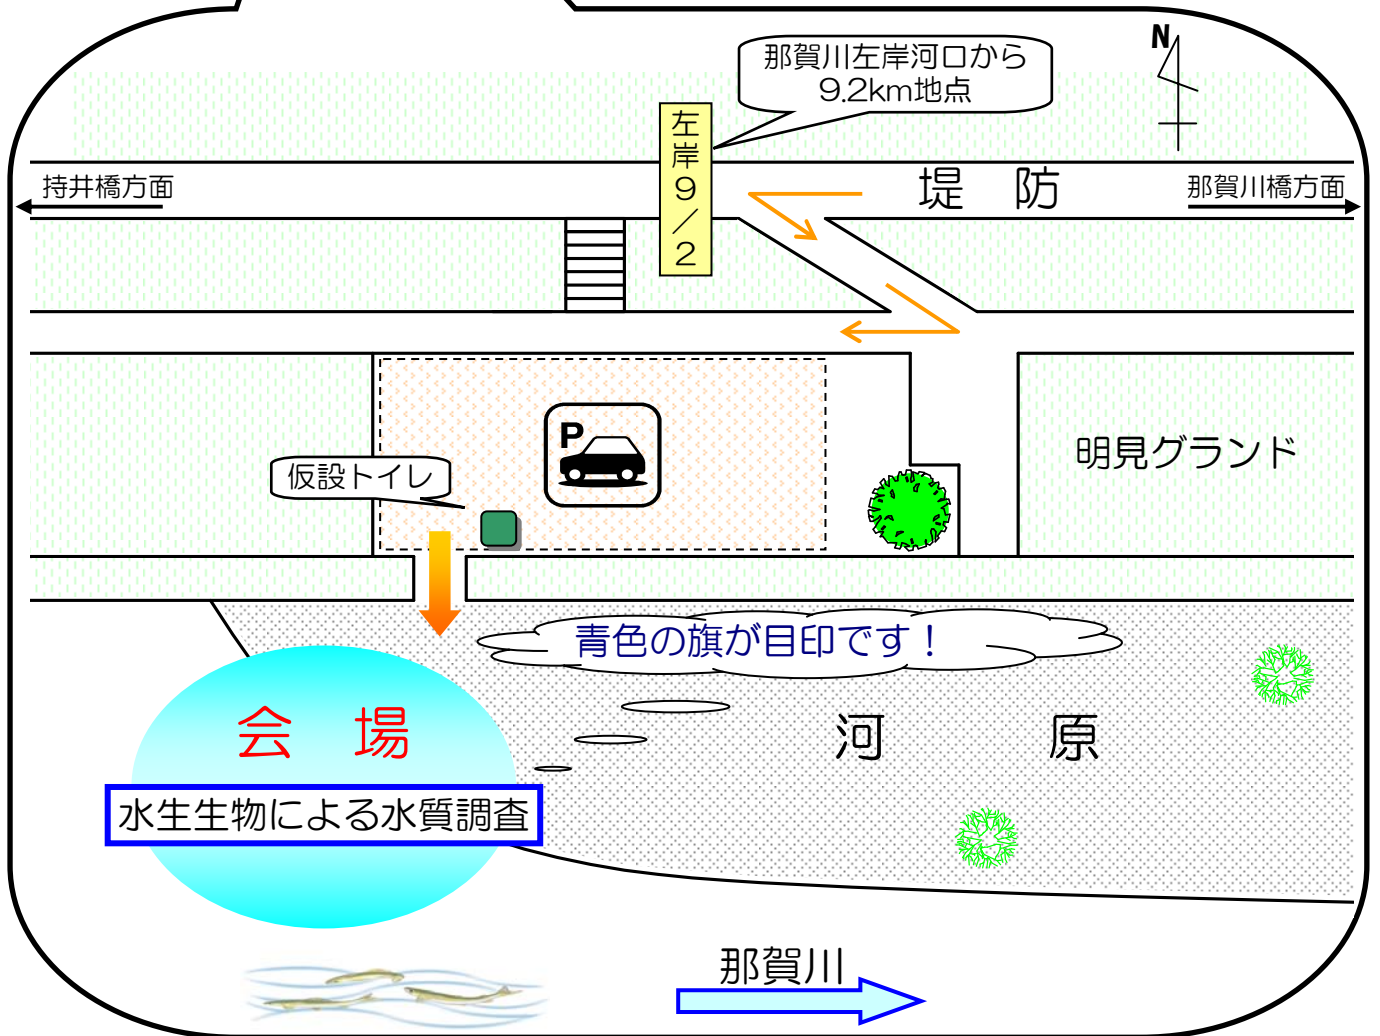 N
那賀川左岸河口から
9.2km地点
左岸9/2
持井橋方面
堤 防
那賀川橋方面
P
明見グランド
仮設トイレ
青色の旗が目印です!
会 場
河 原
水生生物による水質調査
那賀川